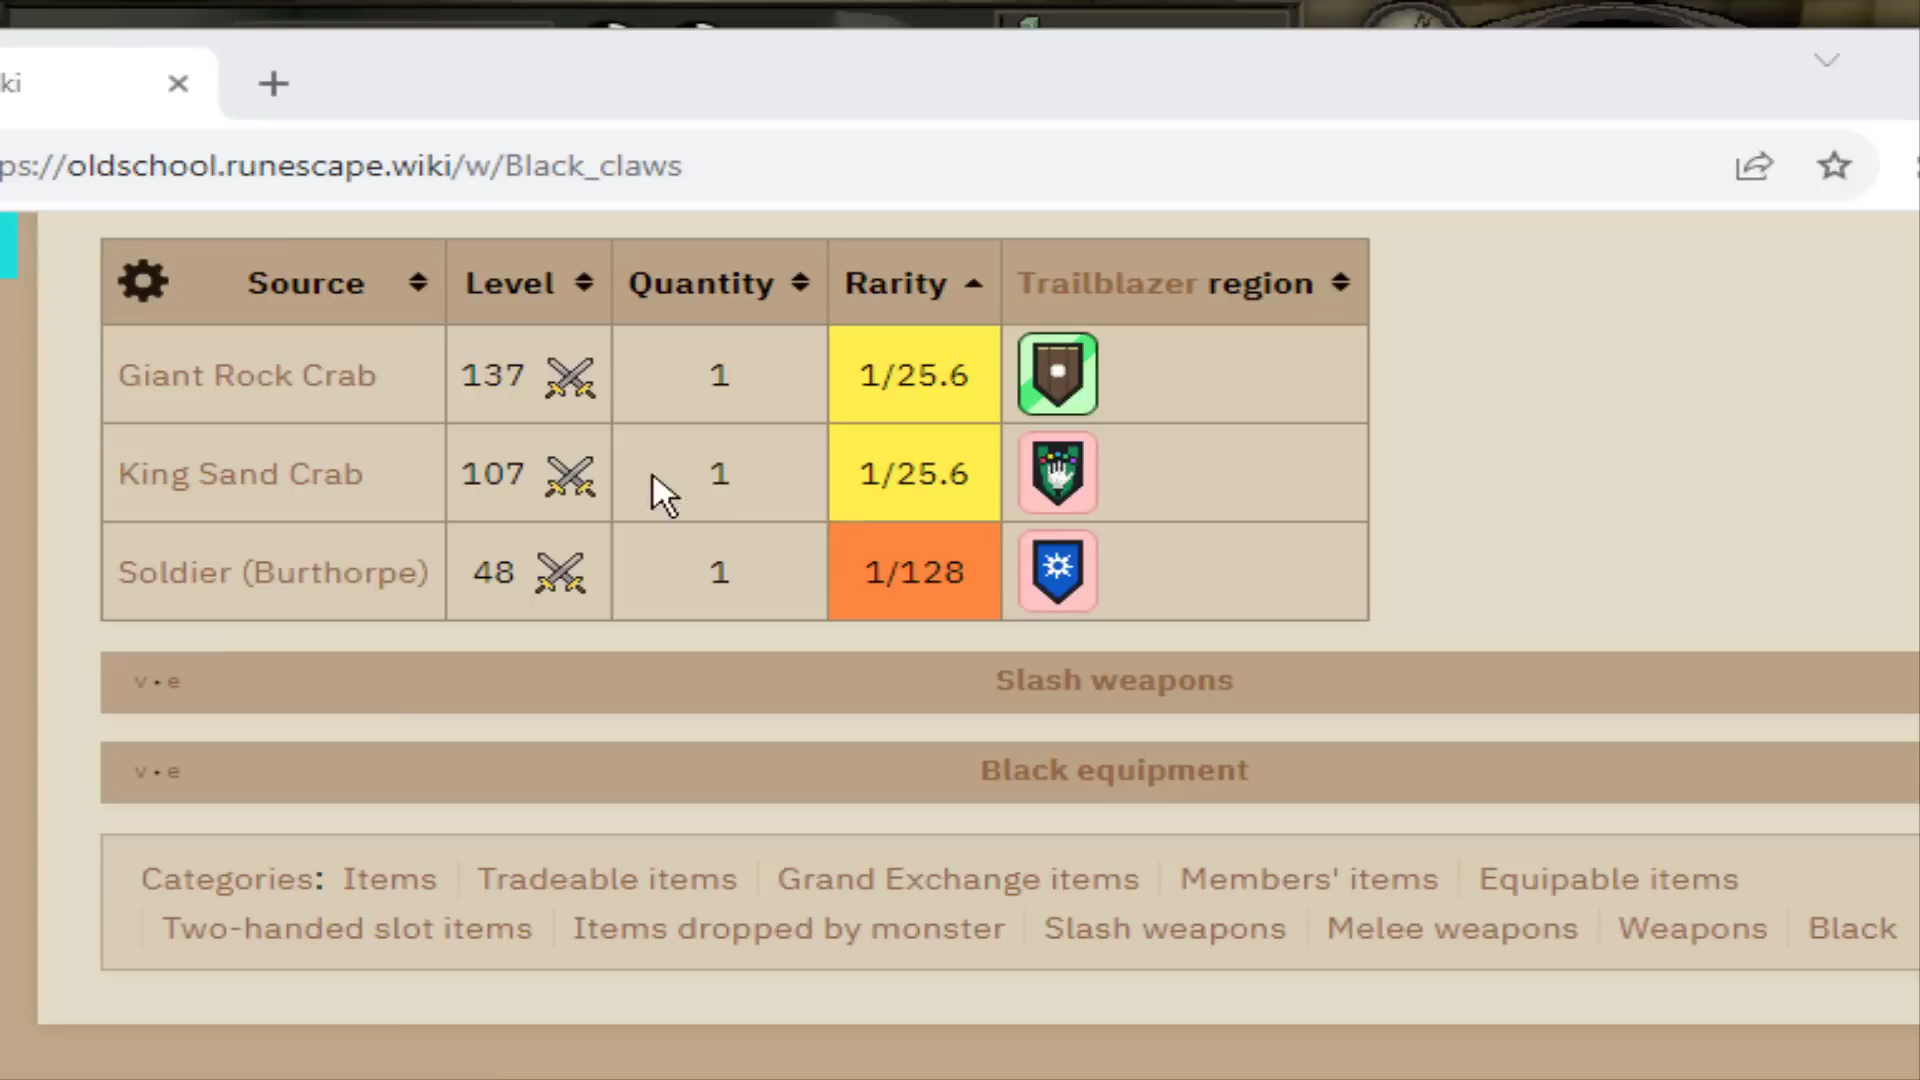 ki
ps://oldschool.runescape.wiki/w/Black_claws
Source Level Quantity Rarity Trailblazer region
Giant Rock Crab 137 1 1/25.6
King Sand Crab 107 1 1/25.6
Soldier (Burthorpe) 48 1 1/128
v • e Slash weapons
v • e Black equipment
Categories: Items Tradeable items Grand Exchange items Members' items Equipable items
Two-handed slot items Items dropped by monster Slash weapons Melee weapons Weapons Black